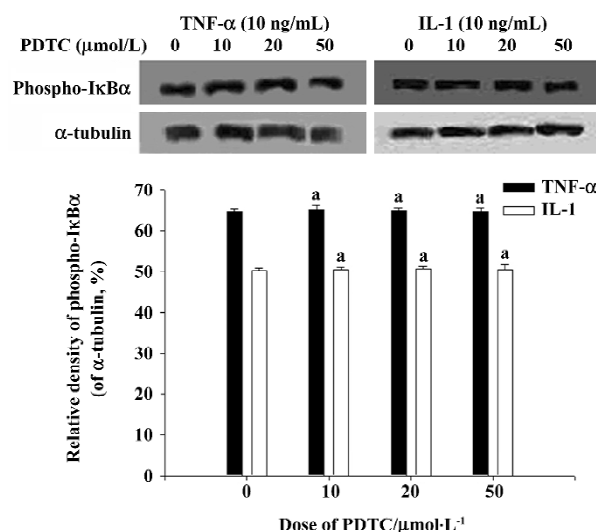 TNF-α (10 ng/mL) IL-1 (10 ng/mL)
PDTC (μmol/L) 0 10 20 50 0 10 20 50
Phospho-IκBα
α-tubulin
70
60
50
40
30
20
10
0
Relative density of phospho-IκBα
(of α-tubulin, %)
a a a
a a a
TNF-α
IL-1
0 10 20 50
Dose of PDTC/μmol·L⁻¹